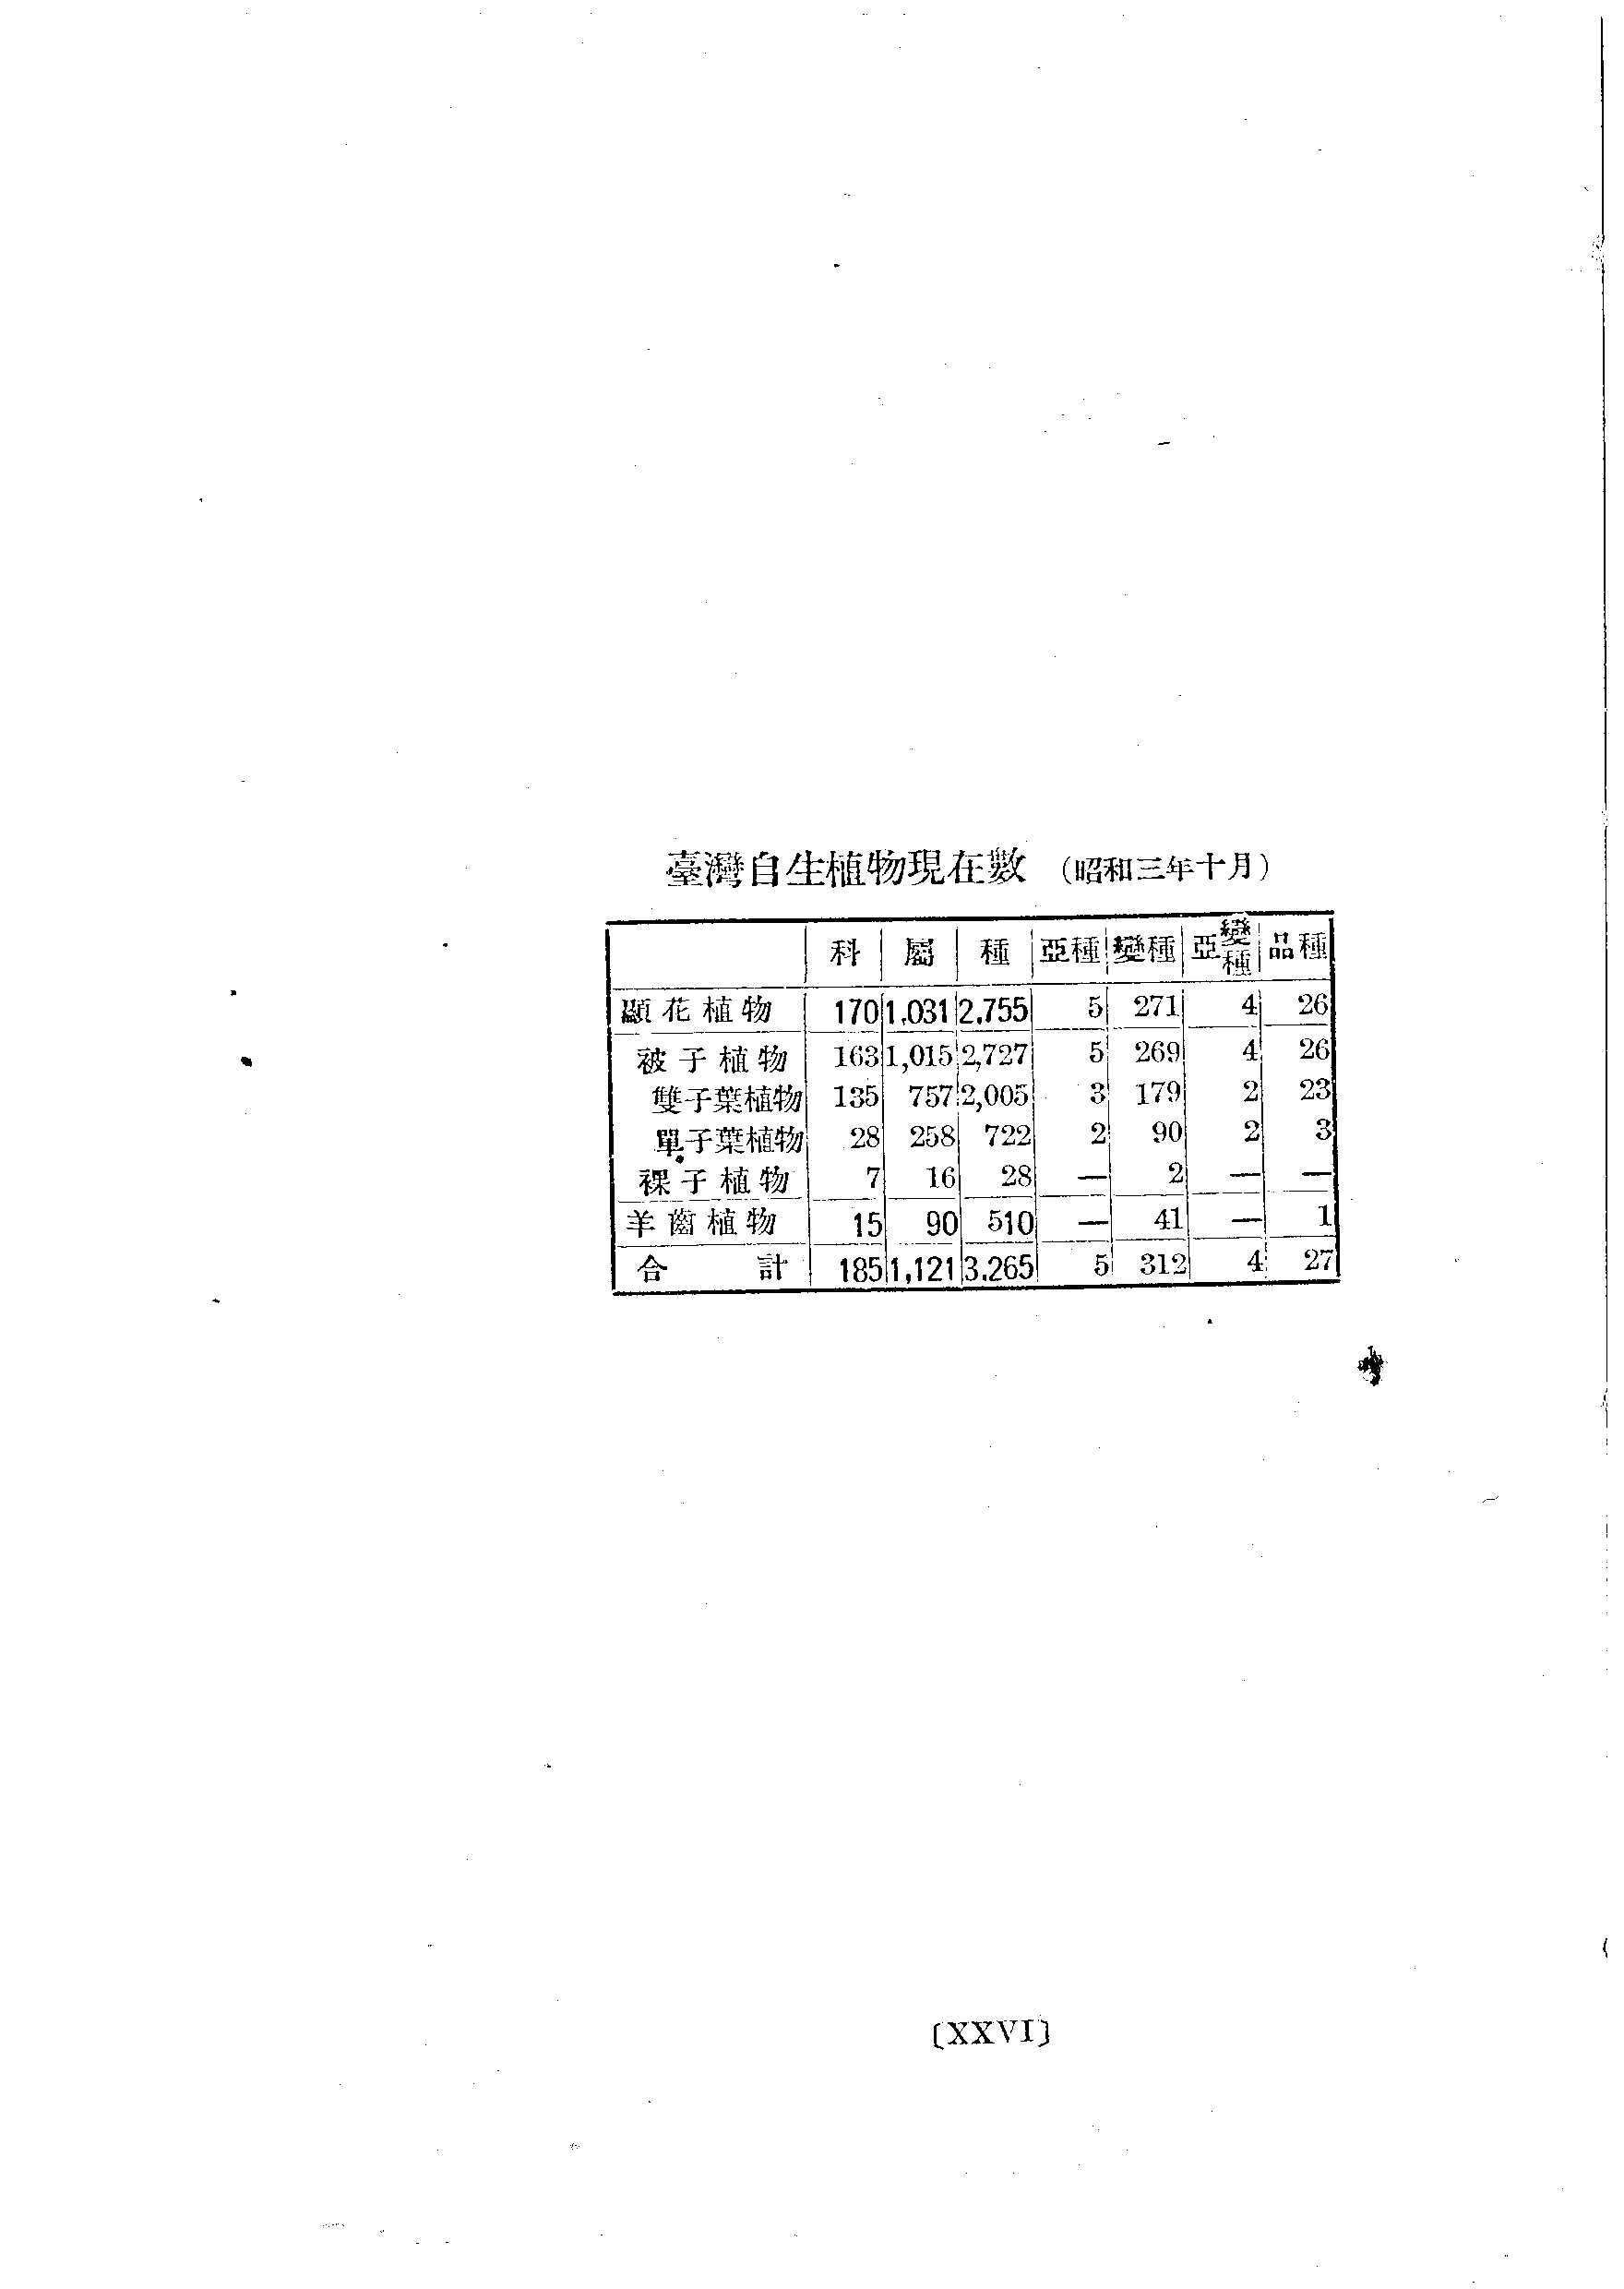 臺灣自生植物現在數 (昭和三年十月)
科 屬 種 亞種 變種 亞變種 品種
顯花植物 170 1,031 2,755 5 271 4 26
被子植物 163 1,015 2,727 5 269 4 26
雙子葉植物 135 757 2,005 3 179 2 23
單子葉植物 28 258 722 2 90 2 3
裸子植物 7 16 28 — 2 — —
羊齒植物 15 90 510 — 41 — 1
合計 185 1,121 3,265 5 312 4 27
〔XXVI〕